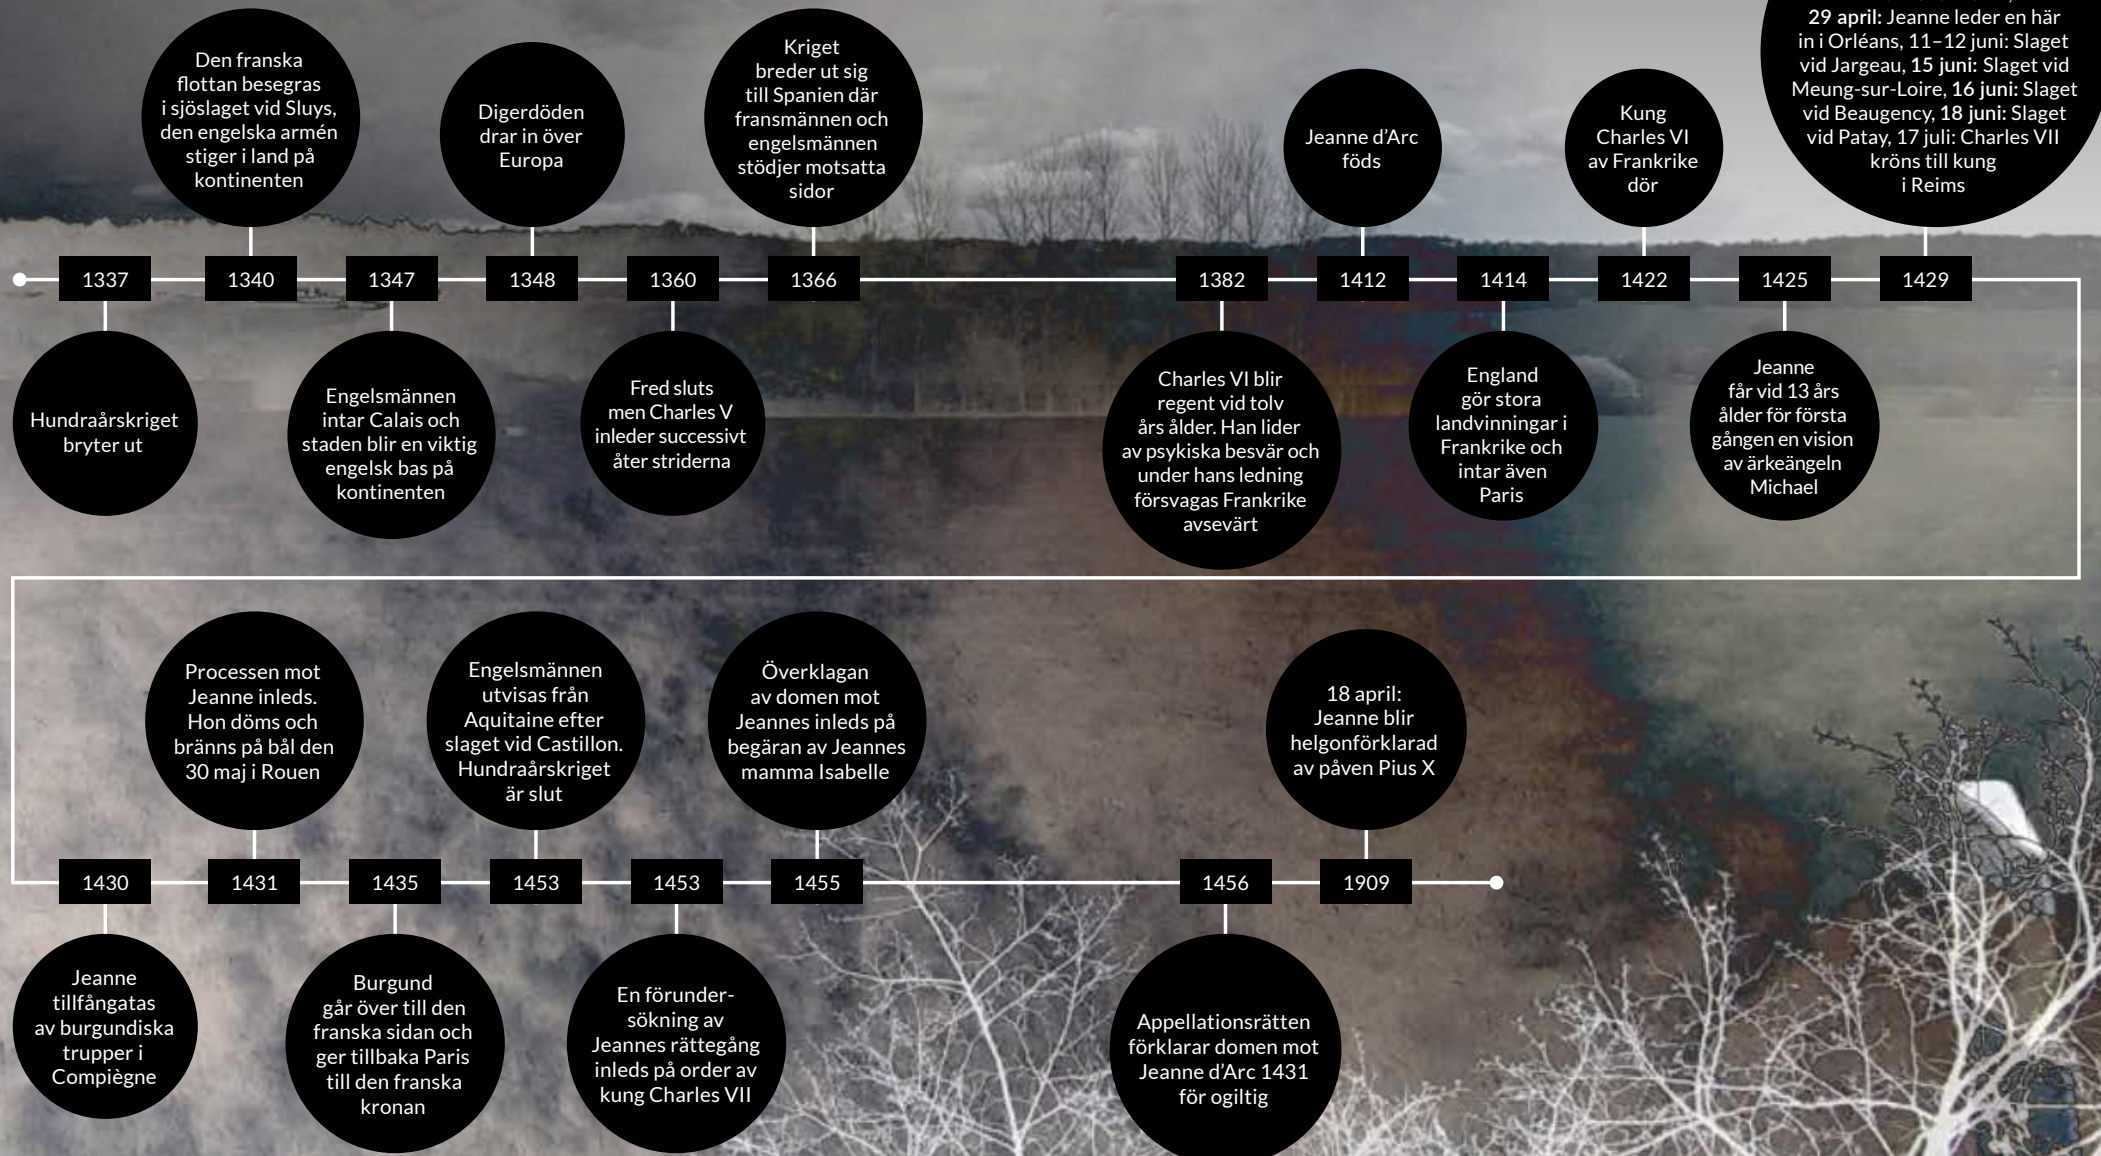 Den franska
flottan besegras
i sjöslaget vid Sluys,
den engelska armén
stiger i land på
kontinenten
Digerdöden
drar in över
Europa
Kriget
breder ut sig
till Spanien där
fransmännen och
engelsmännen
stödjer motsatta
sidor
Jeanne d’Arc
föds
Kung
Charles VI
av Frankrike
dör
29 april: Jeanne leder en här
in i Orléans, 11–12 juni: Slaget
vid Jargeau, 15 juni: Slaget vid
Meung-sur-Loire, 16 juni: Slaget
vid Beaugency, 18 juni: Slaget
vid Patay, 17 juli: Charles VII
kröns till kung
i Reims
1337 1340 1347 1348 1360 1366 1382 1412 1414 1422 1425 1429
Hundraårskriget
bryter ut
Engelsmännen
intar Calais och
staden blir en viktig
engelsk bas på
kontinenten
Fred sluts
men Charles V
inleder successivt
åter striderna
Charles VI blir
regent vid tolv
års ålder. Han lider
av psykiska besvär och
under hans ledning
försvagas Frankrike
avsevärt
England
gör stora
landvinningar i
Frankrike och
intar även
Paris
Jeanne
får vid 13 års
ålder för första
gången en vision
av ärkeängeln
Michael
Processen mot
Jeanne inleds.
Hon döms och
bränns på bål den
30 maj i Rouen
Engelsmännen
utvisas från
Aquitaine efter
slaget vid Castillon.
Hundraårskriget
är slut
Överklagan
av domen mot
Jeannes inleds på
begäran av Jeannes
mamma Isabelle
18 april:
Jeanne blir
helgonförklarad
av påven Pius X
1430 1431 1435 1453 1453 1455 1456 1909
Jeanne
tillfångatas
av burgundiska
trupper i
Compiègne
Burgund
går över till den
franska sidan och
ger tillbaka Paris
till den franska
kronan
En förunder-
sökning av
Jeannes rättegång
inleds på order av
kung Charles VII
Appellationsrätten
förklarar domen mot
Jeanne d’Arc 1431
för ogiltig